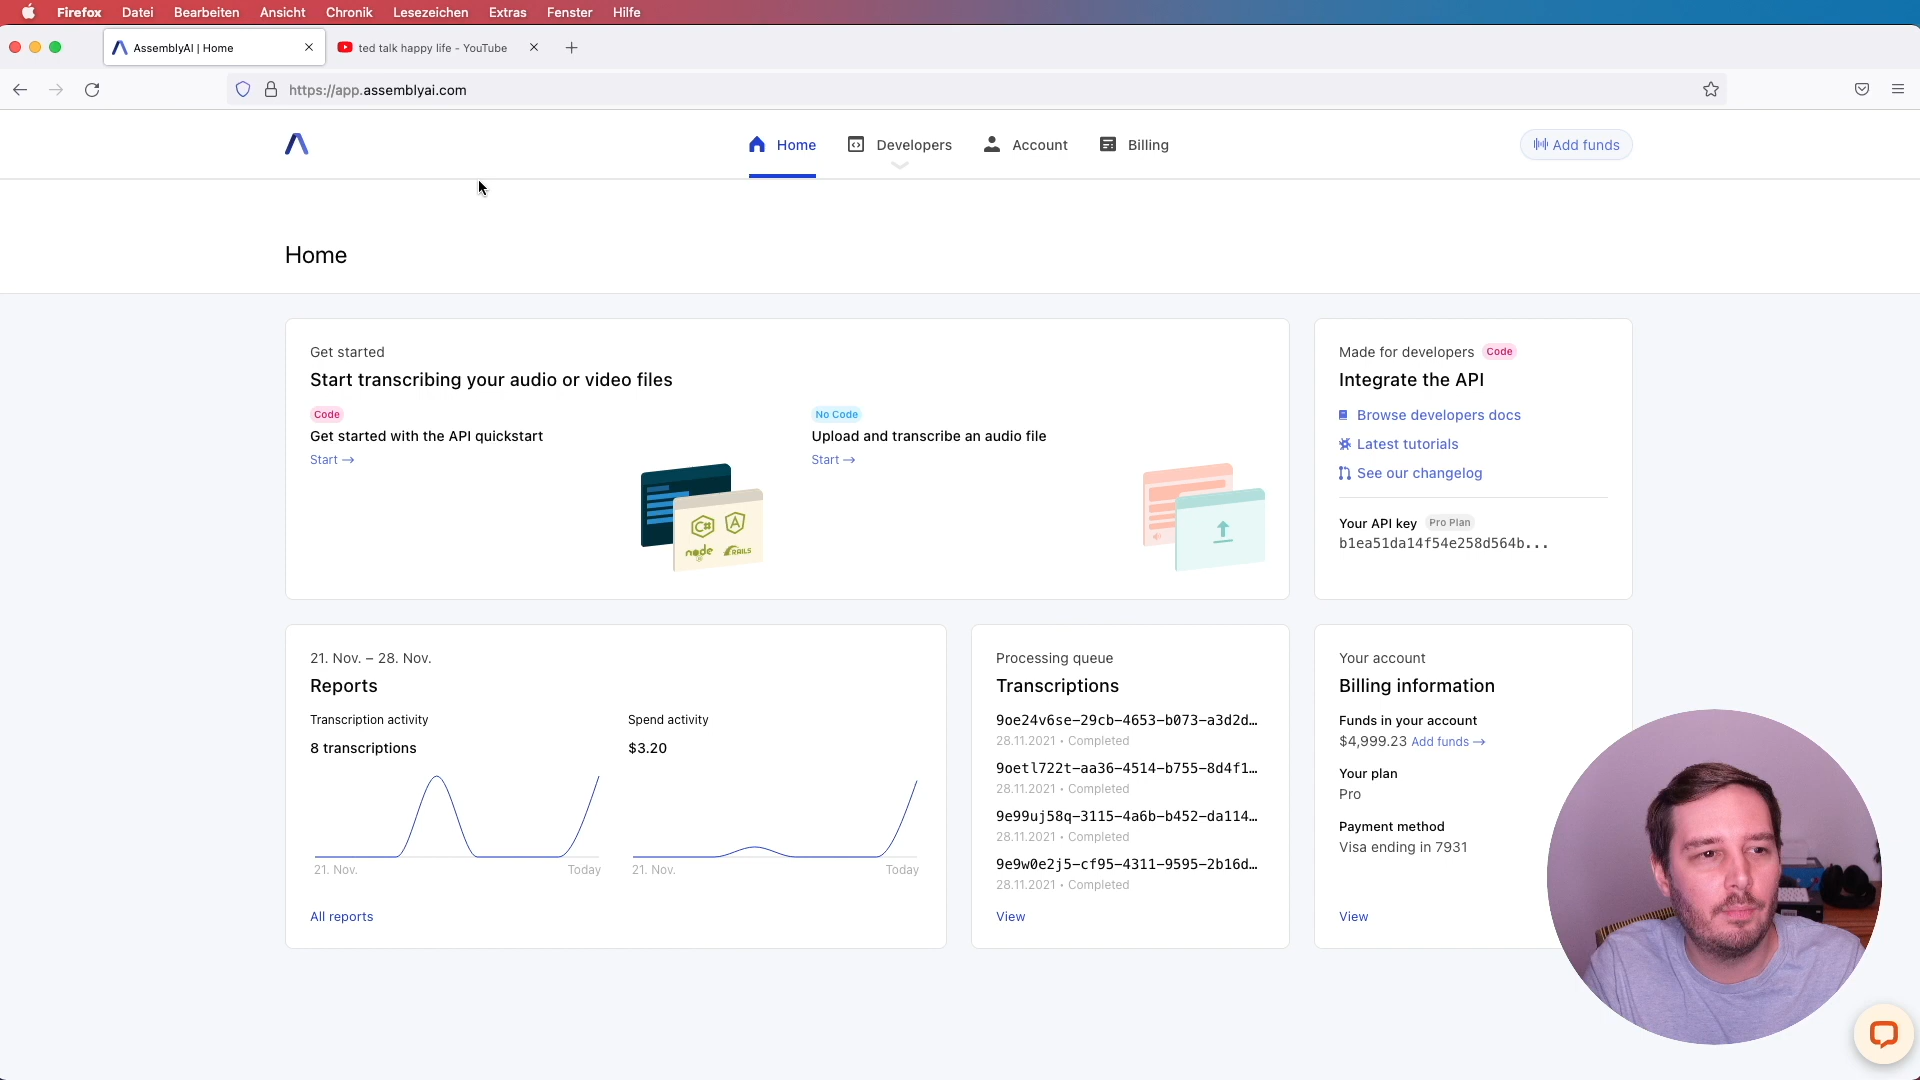 Firefox Datei Bearbeiten Ansicht Chronik Lesezeichen Extras Fenster Hilfe
AssemblyAI | Home
ted talk happy life - YouTube
https://app.assemblyai.com
Home
Developers
Account
Billing
Add funds
Home
Get started
Start transcribing your audio or video files
Code
Get started with the API quickstart
Start →
C#
A
node
RAILS
No Code
Upload and transcribe an audio file
Start →
Made for developers Code
Integrate the API
Browse developers docs
Latest tutorials
See our changelog
Your API key Pro Plan
b1ea51da14f54e258d564b...
21. Nov. – 28. Nov.
Reports
Transcription activity
8 transcriptions
21. Nov.
Today
Spend activity
$3.20
21. Nov.
Today
All reports
Processing queue
Transcriptions
9oe24v6se-29cb-4653-b073-a3d2d…
28.11.2021 • Completed
9oetl722t-aa36-4514-b755-8d4f1…
28.11.2021 • Completed
9e99uj58q-3115-4a6b-b452-da114…
28.11.2021 • Completed
9e9w0e2j5-cf95-4311-9595-2b16d…
28.11.2021 • Completed
View
Your account
Billing information
Funds in your account
$4,999.23 Add funds →
Your plan
Pro
Payment method
Visa ending in 7931
View